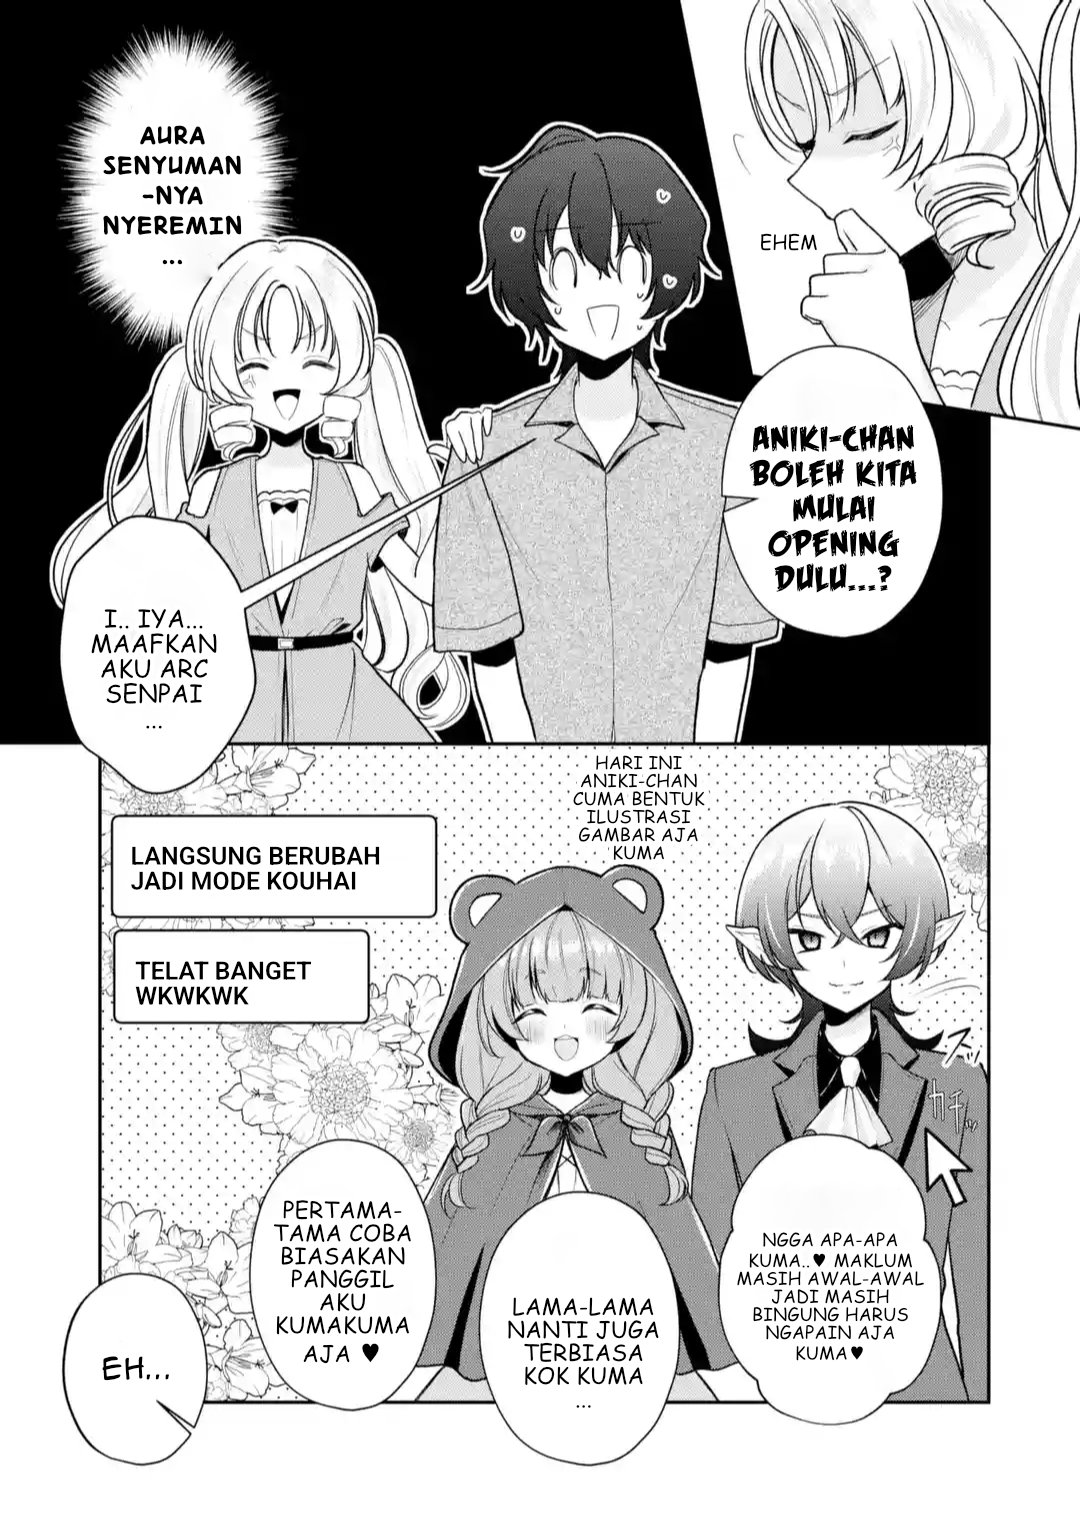 EHEM
ANIKI-CHAN
BOLEH KITA
MULAI
OPENING
DULU...?
AURA
SENYUMAN
-NYA
NYEREMIN
...
I.. IYA...
MAAFKAN
AKU ARC
SENPAI
...
HARI INI
ANIKI-CHAN
CUMA BENTUK
ILUSTRASI
GAMBAR AJA
KUMA
LANGSUNG BERUBAH
JADI MODE KOUHAI
TELAT BANGET
WKWKWK
カチッ
NGGA APA-APA
KUMA..♥ MAKLUM
MASIH AWAL-AWAL
JADI MASIH
BINGUNG HARUS
NGAPAIN AJA
KUMA♥
PERTAMA-
TAMA COBA
BIASAKAN
PANGGIL
AKU
KUMAKUMA
AJA ♥
LAMA-LAMA
NANTI JUGA
TERBIASA
KOK KUMA
...
EH...